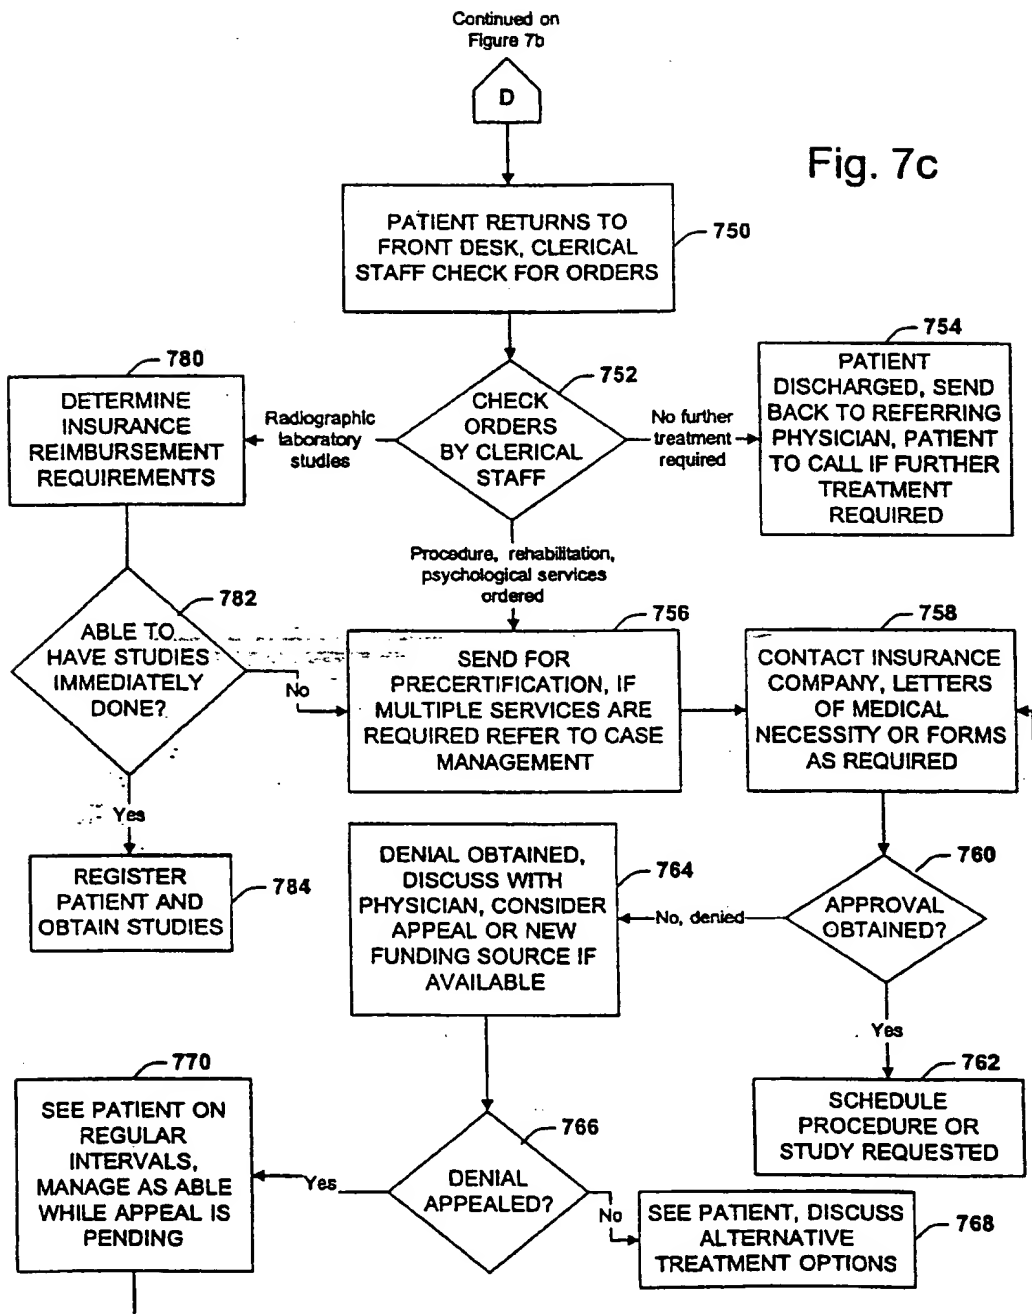 Continued on
Figure 7b
D
Fig. 7c
PATIENT RETURNS TO
FRONT DESK, CLERICAL
STAFF CHECK FOR ORDERS
750
780
DETERMINE
INSURANCE
REIMBURSEMENT
REQUIREMENTS
Radiographic
laboratory
studies
752
CHECK
ORDERS
BY CLERICAL
STAFF
No further
treatment
required
754
PATIENT
DISCHARGED, SEND
BACK TO REFERRING
PHYSICIAN, PATIENT
TO CALL IF FURTHER
TREATMENT
REQUIRED
Procedure, rehabilitation,
psychological services
ordered
782
ABLE TO
HAVE STUDIES
IMMEDIATELY
DONE?
No
756
SEND FOR
PRECERTIFICATION, IF
MULTIPLE SERVICES ARE
REQUIRED REFER TO CASE
MANAGEMENT
758
CONTACT INSURANCE
COMPANY, LETTERS
OF MEDICAL
NECESSITY OR FORMS
AS REQUIRED
Yes
REGISTER
PATIENT AND
OBTAIN STUDIES
784
DENIAL OBTAINED,
DISCUSS WITH
PHYSICIAN, CONSIDER
APPEAL OR NEW
FUNDING SOURCE IF
AVAILABLE
764
No, denied
760
APPROVAL
OBTAINED?
Yes
762
SCHEDULE
PROCEDURE OR
STUDY REQUESTED
770
SEE PATIENT ON
REGULAR
INTERVALS,
MANAGE AS ABLE
WHILE APPEAL IS
PENDING
Yes
766
DENIAL
APPEALED?
No
SEE PATIENT, DISCUSS
ALTERNATIVE
TREATMENT OPTIONS
768